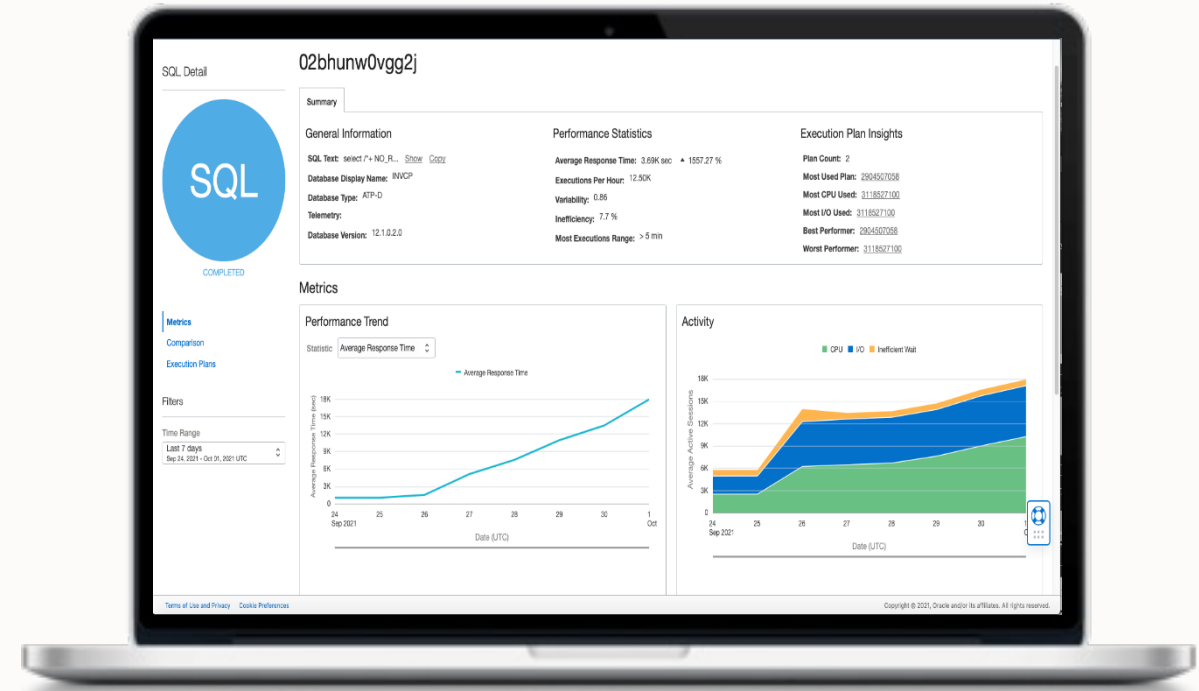 SQL Detail
SQL
COMPLETED
Metrics
Comparison
Execution Plans
Filters
Time Range
Last 7 days
Sep 24, 2021 - Oct 01, 2021 UTC
02bhunw0vgg2j
Summary
General Information
SQL Text: select /*+ NO_R... Show Copy
Database Display Name: INVCP
Database Type: ATP-D
Telemetry:
Database Version: 12.1.0.2.0
Performance Statistics
Average Response Time: 3.69K sec ▲ 1557.27 %
Executions Per Hour: 12.50K
Variability: 0.86
Inefficiency: 7.7 %
Most Executions Range: > 5 min
Execution Plan Insights
Plan Count: 2
Most Used Plan: 2904507058
Most CPU Used: 3118527100
Most I/O Used: 3118527100
Best Performer: 2904507058
Worst Performer: 3118527100
Metrics
Performance Trend
Statistic Average Response Time
Average Response Time
Average Response Time (sec)
18K
15K
12K
9K
6K
3K
0
24 25 26 27 28 29 30 1
Sep 2021 Oct
Date (UTC)
Activity
CPU I/O Inefficient Wait
Average Active Sessions
18K
15K
12K
9K
6K
3K
0
24 25 26 27 28 29 30 1
Sep 2021
Date (UTC)
Terms of Use and Privacy Cookie Preferences
Copyright © 2021, Oracle and/or its affiliates. All rights reserved.